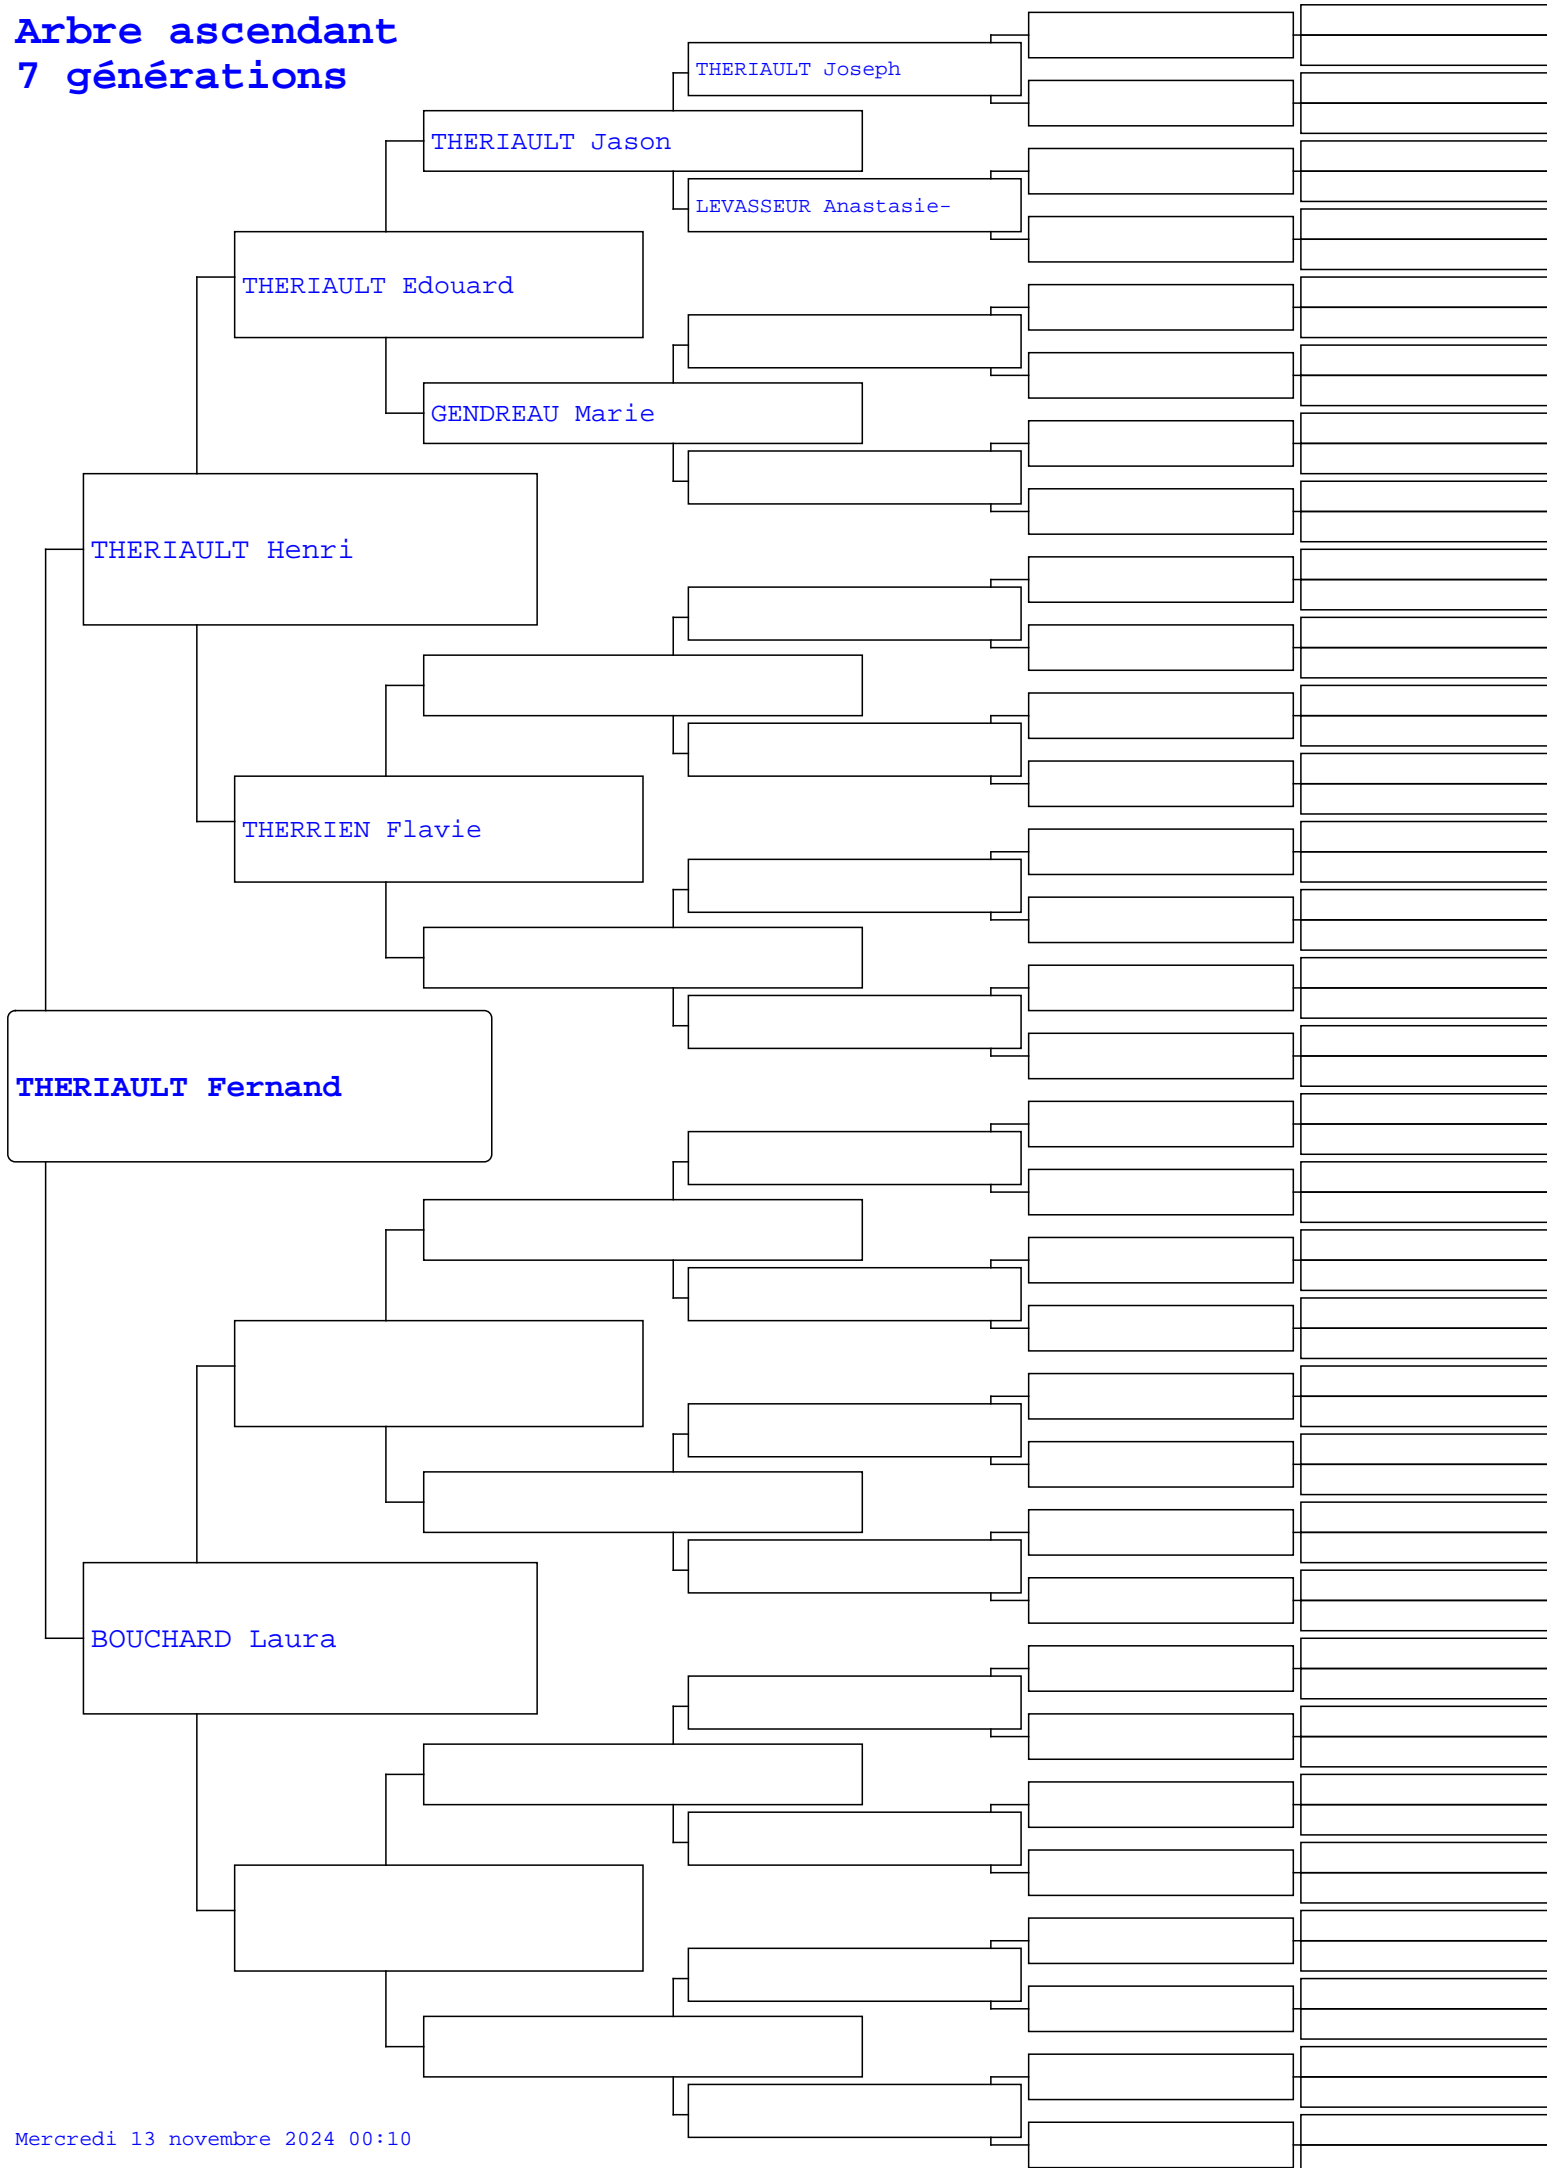 Arbre ascendant
7 générations
THERIAULT Joseph
THERIAULT Jason
LEVASSEUR Anastasie-
THERIAULT Edouard
GENDREAU Marie
THERIAULT Henri
THERRIEN Flavie
THERIAULT Fernand
BOUCHARD Laura
Mercredi 13 novembre 2024 00:10